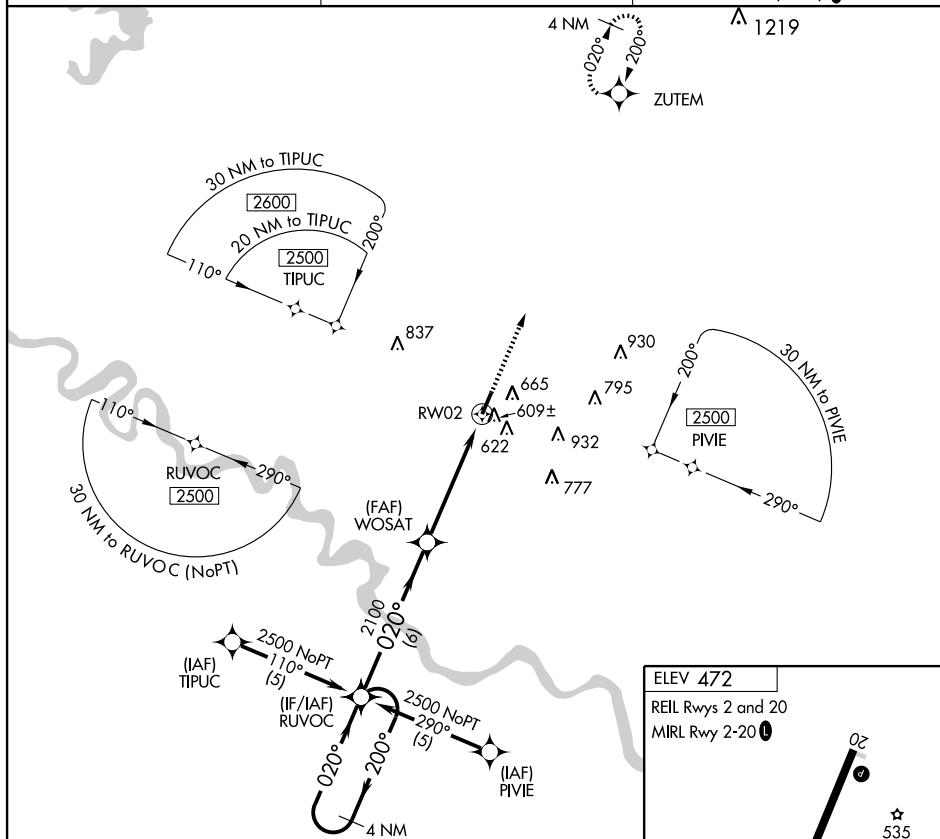 4 NM
020°
200°
1219
ZUTEM
30 NM to TIPUC
2600
20 NM to TIPUC
2500
TIPUC
110°
200°
837
930
665
795
RW02
609±
622
932
777
200°
30 NM to PIVIE
2500
PIVIE
290°
110°
RUVOC
290°
2500
30 NM to RUVOC (NoPT)
(FAF)
WOSAT
2100
020°
(6)
(IAF)
TIPUC
2500 NoPT
110°
(5)
(IF/IAF)
RUVOC
2500 NoPT
290°
(5)
(IAF)
PIVIE
020°
200°
4 NM
ELEV 472
REIL Rwys 2 and 20
MIRL Rwy 2-20 L
20
P
535